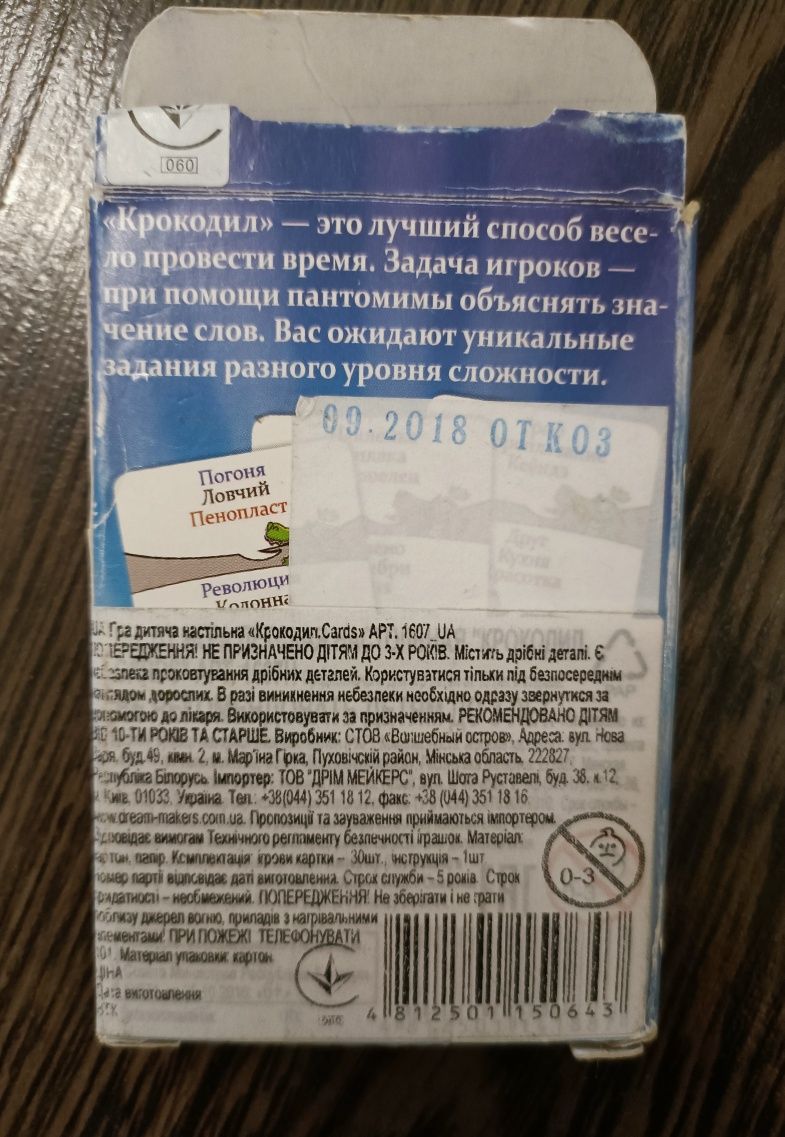 060
«Крокодил» — это лучший способ весе-
ло провести время. Задача игроков —
при помощи пантомимы объяснять зна-
чение слов. Вас ожидают уникальные
задания разного уровня сложности.
09.2018 ОТ К03
Погоня
Ловчий
Пенопласт
Революци
Колонна
Гра дитяча настільна «Крокодил.Cards» АРТ. 1607_UA
НЕ ПРИЗНАЧЕНО ДІТЯМ ДО 3-Х РОКІВ. Містить дрібні деталі. Є
проковтування дрібних деталей. Користуватися тільки під безпосереднім
дорослих. В разі виникнення небезпеки необхідно одразу звернутися за
до лікаря. Використовувати за призначенням. РЕКОМЕНДОВАНО ДІТЯМ
10-ТИ РОКІВ ТА СТАРШЕ. Виробник: СТОВ «Волшебный остров», Адреса: вул. Нова
буд.49, кімн. 2, м. Мар'їна Гірка, Пуховічскій район, Мінська область, 222827,
Білорусь. Імпортер: ТОВ "ДРІМ МЕЙКЕРС", вул. Шота Руставелі, буд. 38, к.12,
Київ, 01033, Україна. Тел.: +38(044) 351 18 12, факс: +38 (044) 351 18 16
.dream-makers.com.ua. Пропозиції та зауваження приймаються імпортером.
вимогам Технічного регламенту безпечності іграшок. Матеріал:
папір. Комплектація: ігрові картки – 30шт., інструкція – 1шт
партії відповідає даті виготовлення. Строк служби – 5 років. Строк
– необмежений. ПОПЕРЕДЖЕННЯ! Не зберігати і не грати
джерел вогню, приладів з нагрівальними
ПРИ ПОЖЕЖІ ТЕЛЕФОНУВАТИ
Матеріал упаковки: картон
виготовлення
0-3
4 812501 150643